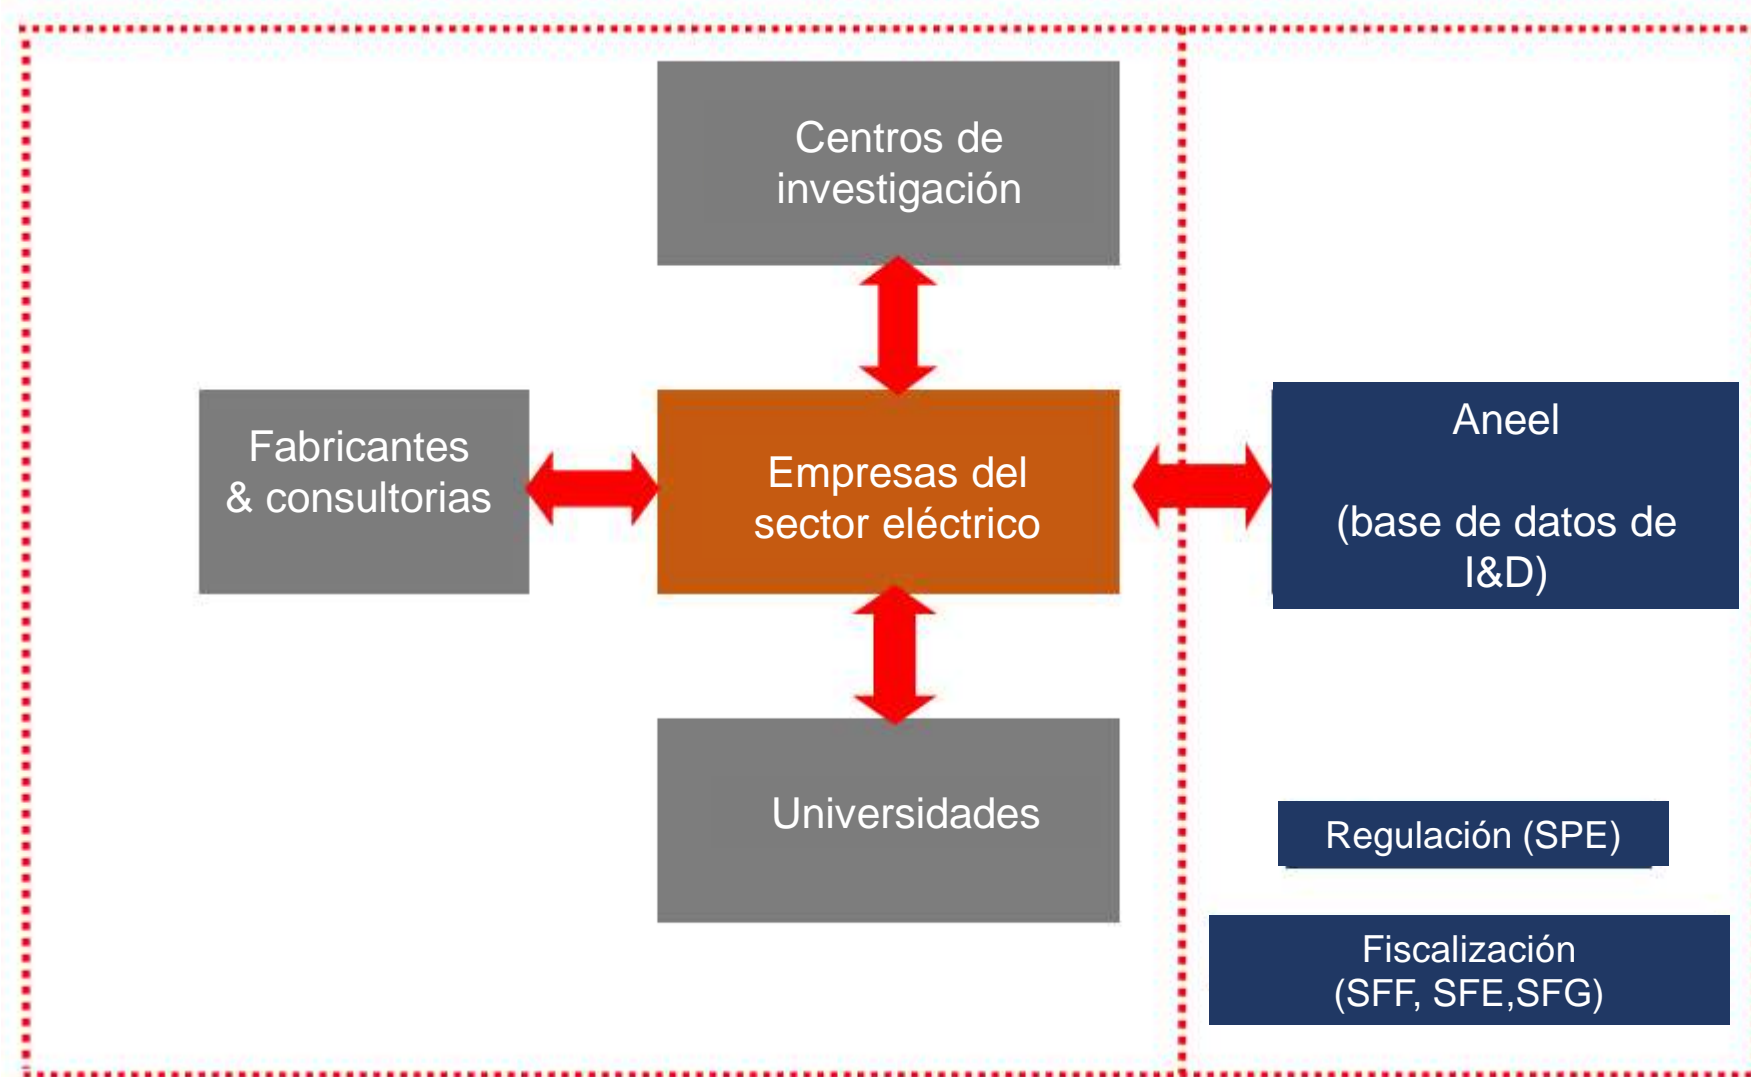 Centros de
investigación
Fabricantes
& consultorias
Empresas del
sector eléctrico
Aneel
(base de datos de
I&D)
Universidades
Regulación (SPE)
Fiscalización
(SFF, SFE,SFG)